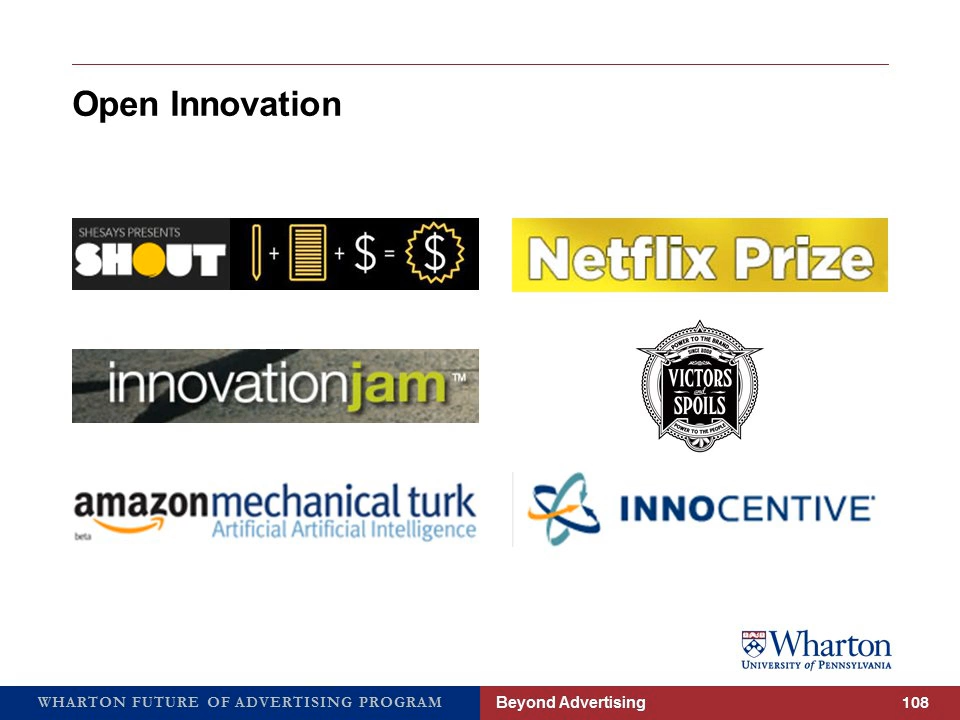 Open Innovation
SHESAYS PRESENTS
SHOUT
+ + $ = $
Netflix Prize
innovationjam™
POWER TO THE BRAND
SINCE 2009
VICTORS
and
SPOILS
POWER TO THE PEOPLE
amazonmechanical turk
Artificial Artificial Intelligence
beta
INNOCENTIVE
Wharton
UNIVERSITY of PENNSYLVANIA
WHARTON FUTURE OF ADVERTISING PROGRAM
Beyond Advertising
108